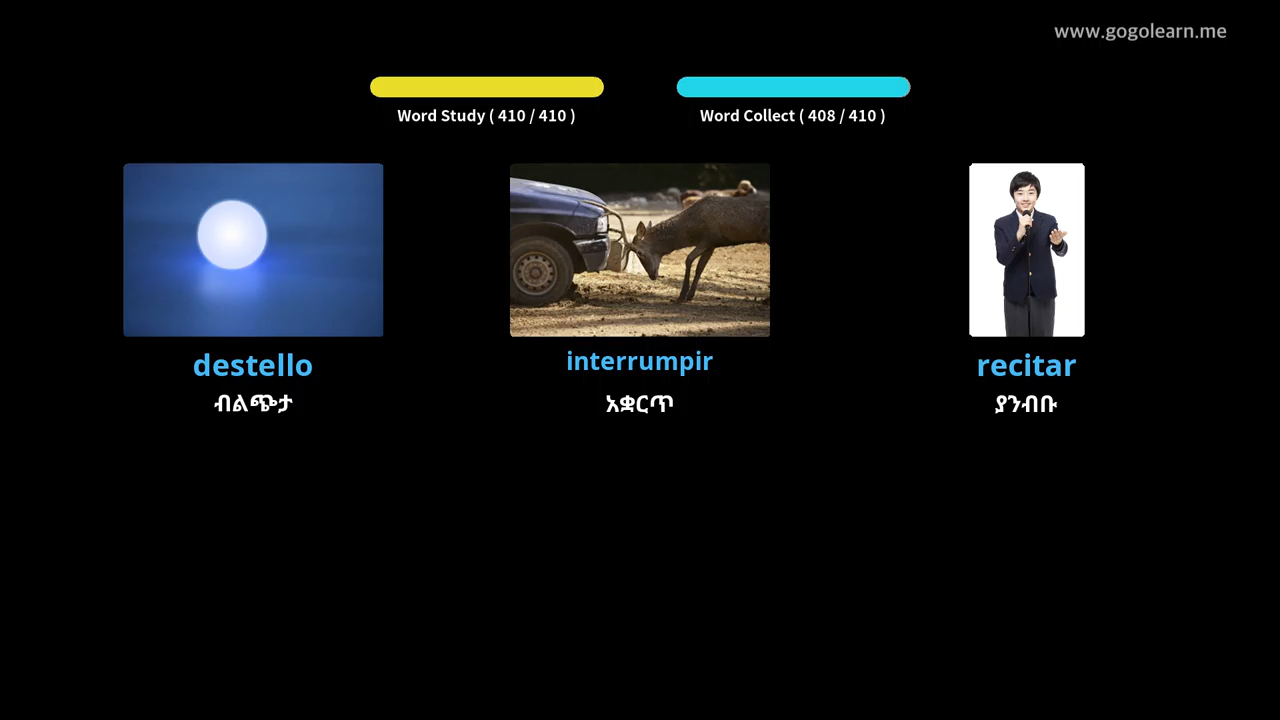 www.gogolearn.me
Word Study ( 410 / 410 )
Word Collect ( 408 / 410 )
destello
ብልጭታ
interrumpir
አቋርጥ
recitar
ያንብቡ